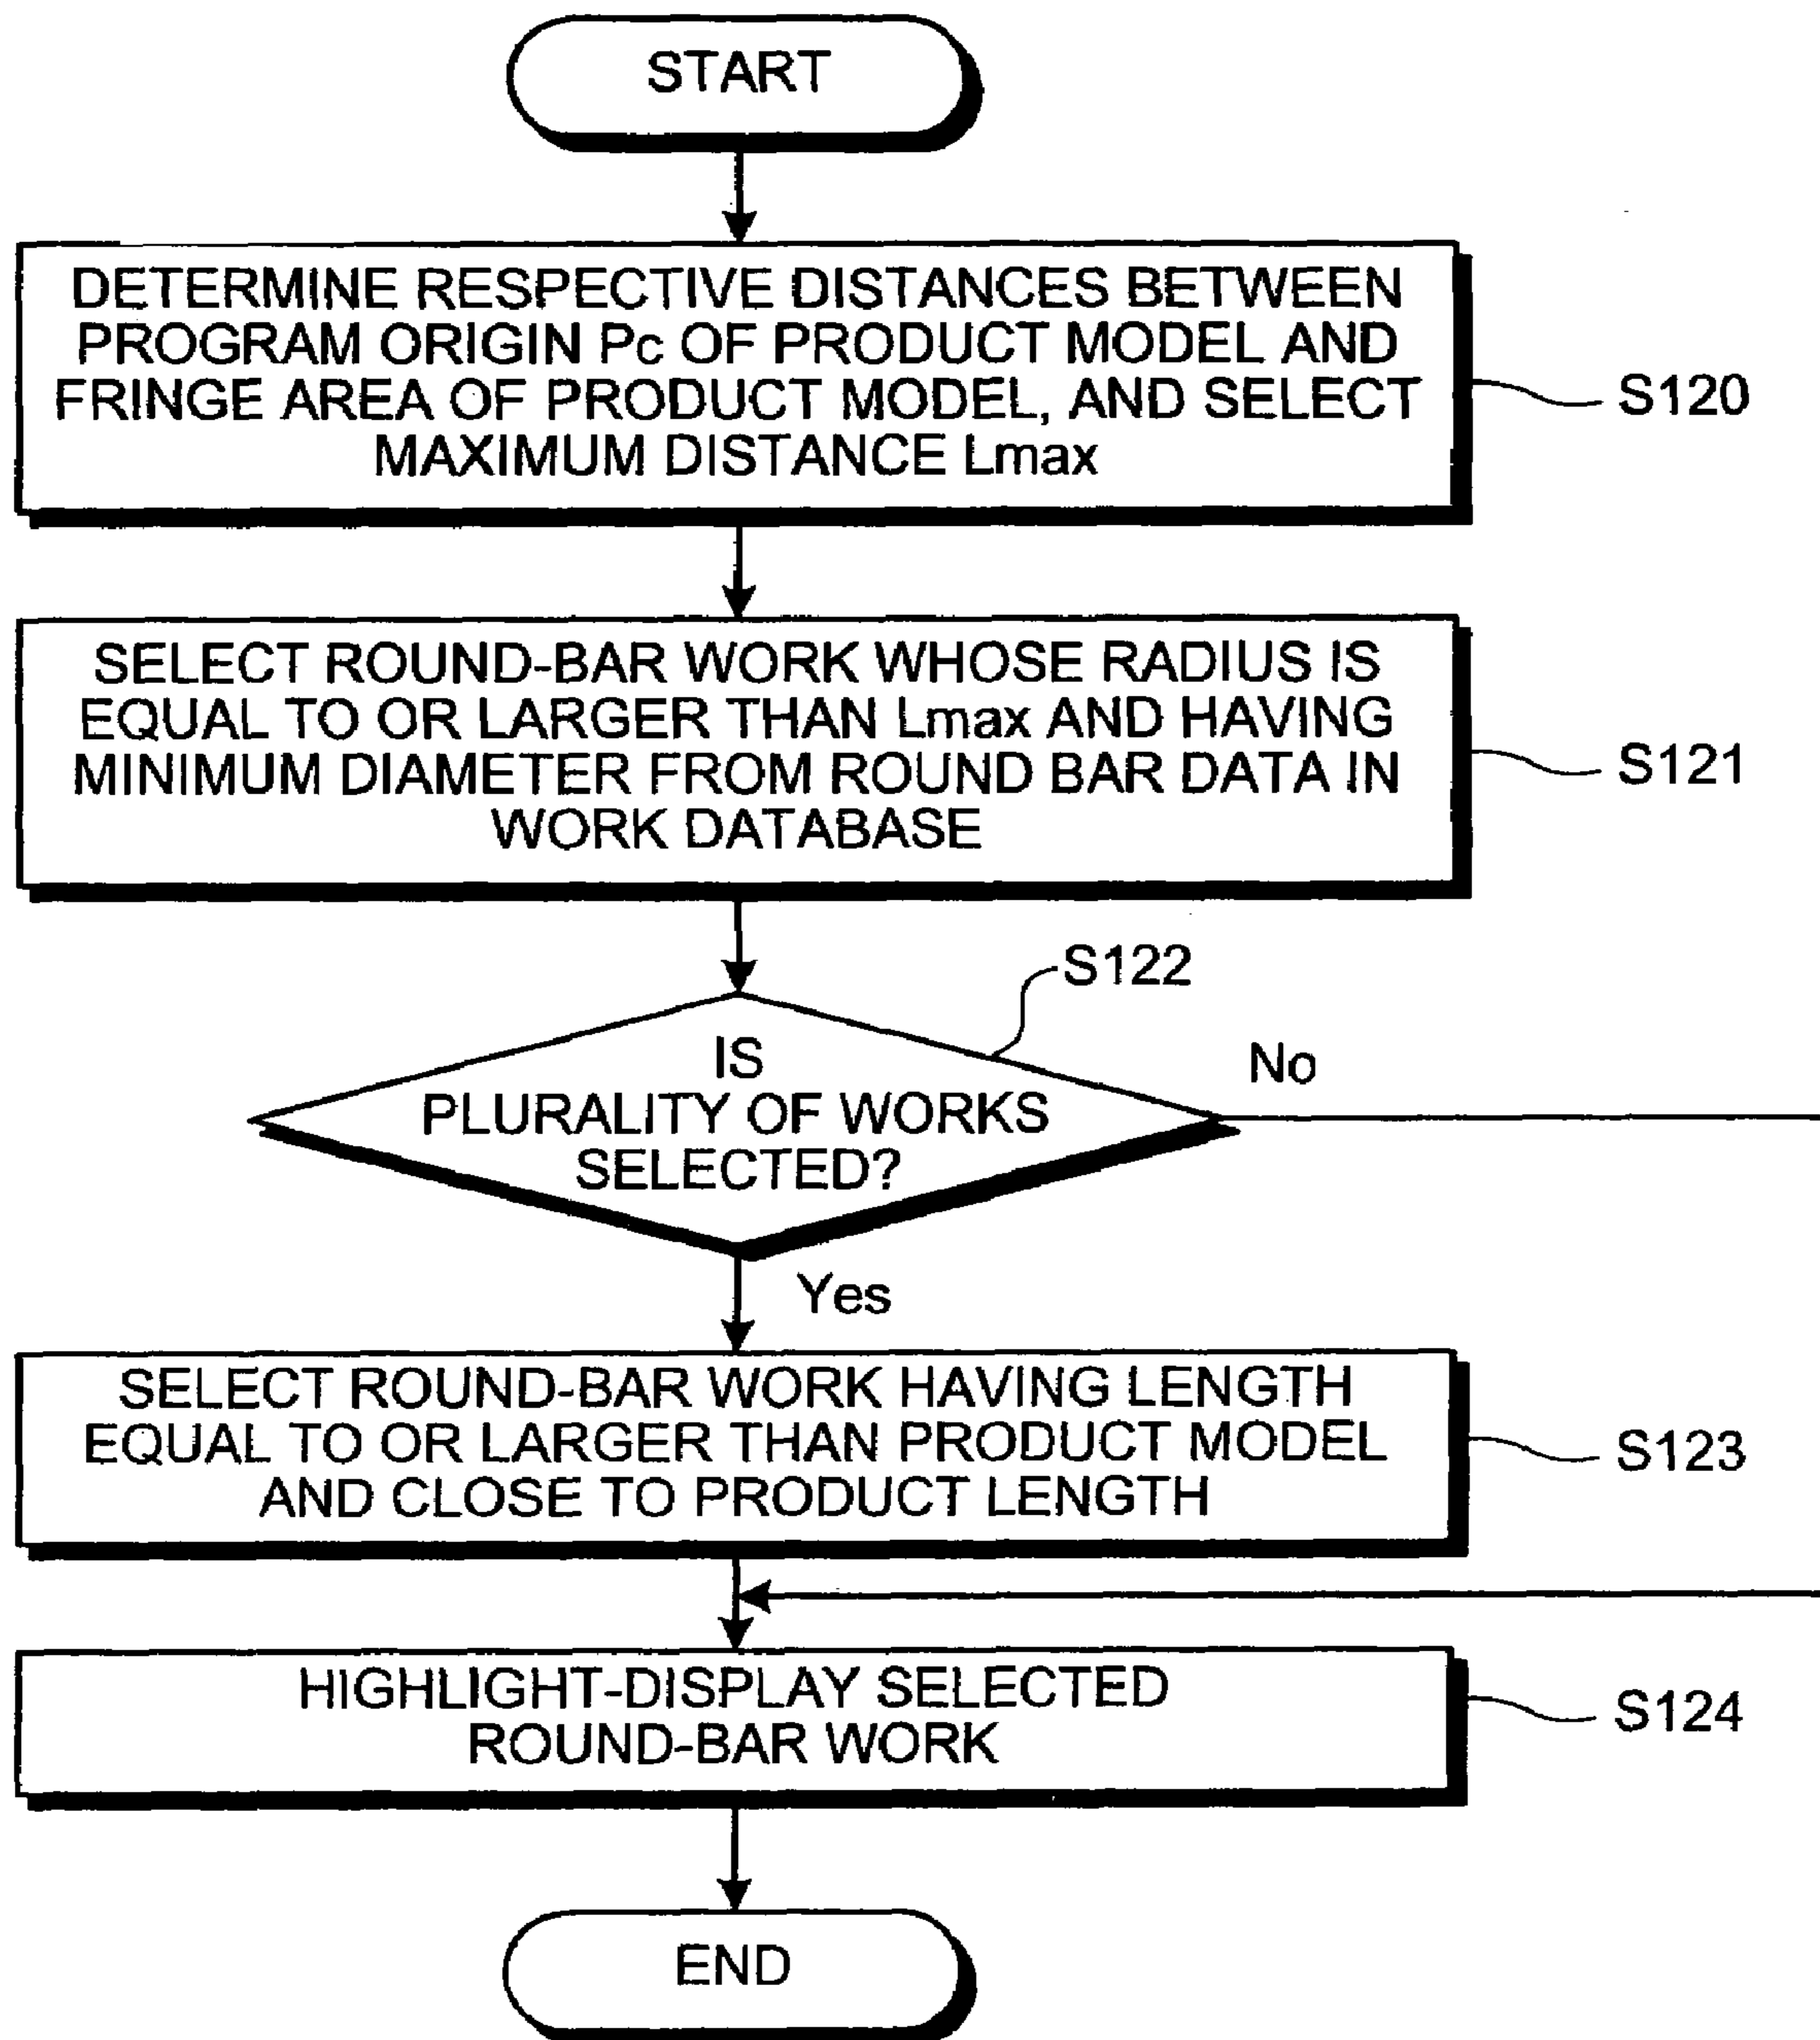 START
DETERMINE RESPECTIVE DISTANCES BETWEEN
PROGRAM ORIGIN Pc OF PRODUCT MODEL AND
FRINGE AREA OF PRODUCT MODEL, AND SELECT
MAXIMUM DISTANCE Lmax
S120
SELECT ROUND-BAR WORK WHOSE RADIUS IS
EQUAL TO OR LARGER THAN Lmax AND HAVING
MINIMUM DIAMETER FROM ROUND BAR DATA IN
WORK DATABASE
S121
S122
IS
PLURALITY OF WORKS
SELECTED?
No
Yes
SELECT ROUND-BAR WORK HAVING LENGTH
EQUAL TO OR LARGER THAN PRODUCT MODEL
AND CLOSE TO PRODUCT LENGTH
S123
HIGHLIGHT-DISPLAY SELECTED
ROUND-BAR WORK
S124
END